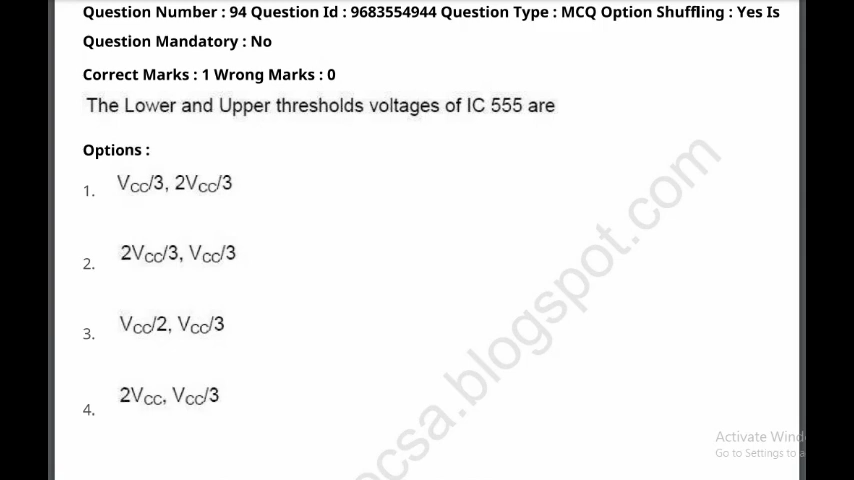 Question Number : 94 Question Id : 9683554944 Question Type : MCQ Option Shuffling : Yes Is
Question Mandatory : No
Correct Marks : 1 Wrong Marks : 0
The Lower and Upper thresholds voltages of IC 555 are
Options :
1. VCC/3, 2VCC/3
2. 2VCC/3, VCC/3
3. VCC/2, VCC/3
4. 2VCC, VCC/3
ocsa.blogspot.com
Activate Wind
Go to Settings to a